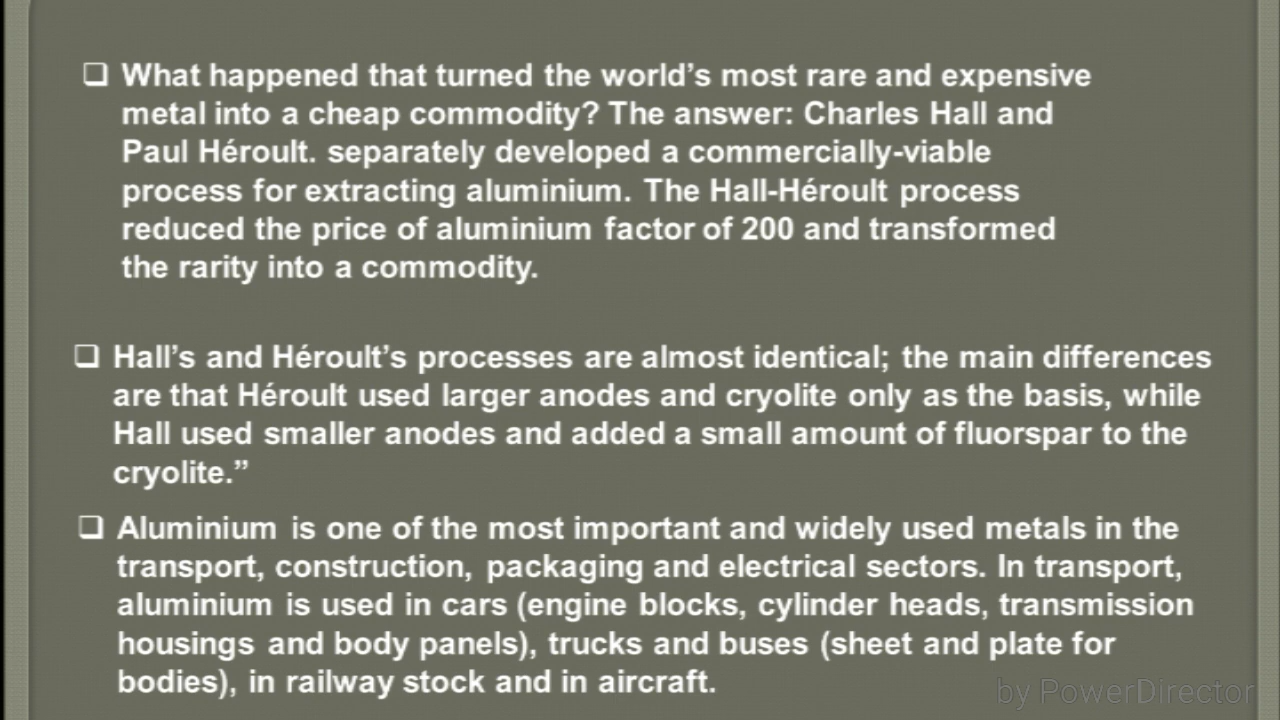 ❑ What happened that turned the world’s most rare and expensive
metal into a cheap commodity? The answer: Charles Hall and
Paul Héroult. separately developed a commercially-viable
process for extracting aluminium. The Hall-Héroult process
reduced the price of aluminium factor of 200 and transformed
the rarity into a commodity.
❑ Hall’s and Héroult’s processes are almost identical; the main differences
are that Héroult used larger anodes and cryolite only as the basis, while
Hall used smaller anodes and added a small amount of fluorspar to the
cryolite.”
❑ Aluminium is one of the most important and widely used metals in the
transport, construction, packaging and electrical sectors. In transport,
aluminium is used in cars (engine blocks, cylinder heads, transmission
housings and body panels), trucks and buses (sheet and plate for
bodies), in railway stock and in aircraft.
by PowerDirector